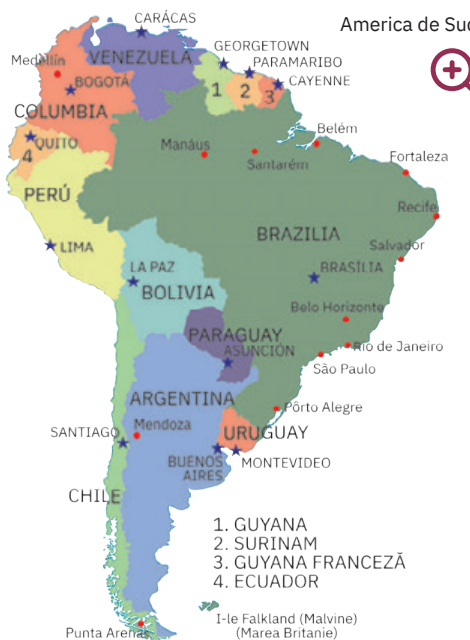 America de Sud
CARÁCAS
VENEZUELA
GEORGETOWN
PARAMARIBO
CAYENNE
Medellín
BOGOTÁ
COLUMBIA
1
2
3
QUITO
4
Manáus
Santarém
Belém
Fortaleza
PERÚ
Recife
LIMA
BRAZILIA
Salvador
LA PAZ
BRASÍLIA
BOLIVIA
Belo Horizonte
PARAGUAY
ASUNCIÓN
Rio de Janeiro
São Paulo
ARGENTINA
Pôrto Alegre
Mendoza
SANTIAGO
URUGUAY
BUENOS
AIRES
MONTEVIDEO
CHILE
1. GUYANA
2. SURINAM
3. GUYANA FRANCEZĂ
4. ECUADOR
Punta Arenas
I-le Falkland (Malvine)
(Marea Britanie)